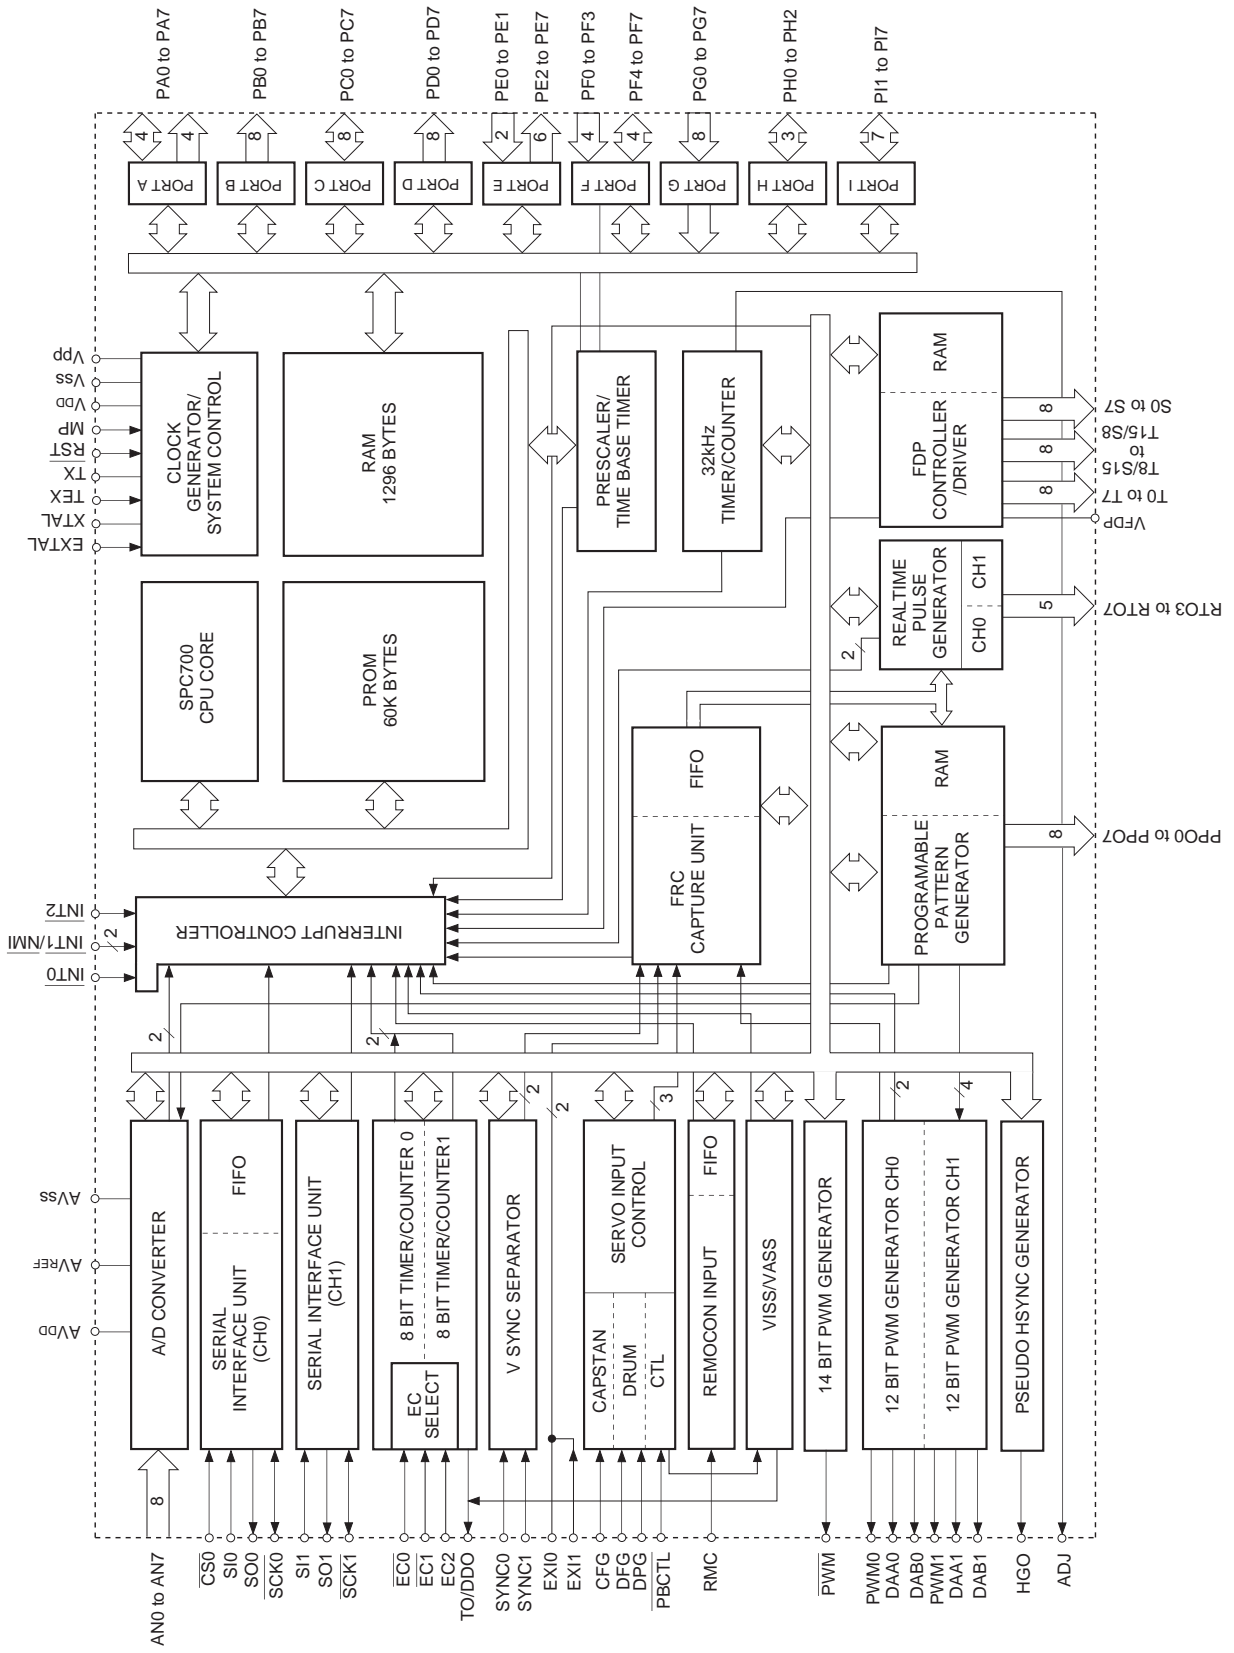 PA0 to PA7
PB0 to PB7
PC0 to PC7
PD0 to PD7
PE0 to PE1
PE2 to PE7
PF0 to PF3
PF4 to PF7
PG0 to PG7
PH0 to PH2
PI1 to PI7
4
4
8
8
8
2
6
4
4
8
3
7
PORT A
PORT B
PORT C
PORT D
PORT E
PORT F
PORT G
PORT H
PORT I
Vpp
Vss
VDD
MP
RST
TX
TEX
XTAL
EXTAL
CLOCK
GENERATOR/
SYSTEM CONTROL
RAM
1296 BYTES
PRESCALER/
TIME BASE TIMER
32kHz
TIMER/COUNTER
FDP
CONTROLLER
/DRIVER
RAM
8
8
8
S0 to S7
T15/S8
to
T8/S15
T0 to T7
VFDP
SPC700
CPU CORE
PROM
60K BYTES
REALTIME
PULSE
GENERATOR
CH0
CH1
2
5
RTO3 to RTO7
FRC
CAPTURE UNIT
FIFO
PROGRAMABLE
PATTERN
GENERATOR
RAM
8
PPO0 to PPO7
INT2
INT1/NMI
2
INT0
INTERRUPT CONTROLLER
2
2
2
2
3
2
4
AVss
AVREF
AVDD
A/D CONVERTER
SERIAL
INTERFACE UNIT
(CH0)
FIFO
SERIAL INTERFACE UNIT
(CH1)
8 BIT TIMER/COUNTER 0
8 BIT TIMER/COUNTER1
EC
SELECT
V SYNC SEPARATOR
SERVO INPUT
CONTROL
CAPSTAN
DRUM
CTL
REMOCON INPUT
FIFO
VISS/VASS
14 BIT PWM GENERATOR
12 BIT PWM GENERATOR CH0
12 BIT PWM GENERATOR CH1
PSEUDO HSYNC GENERATOR
8
AN0 to AN7
CS0
SI0
SO0
SCK0
SI1
SO1
SCK1
EC0
EC1
EC2
TO/DDO
SYNC0
SYNC1
EXI0
EXI1
CFG
DFG
DPG
PBCTL
RMC
PWM
PWM0
DAA0
DAB0
PWM1
DAA1
DAB1
HGO
ADJ